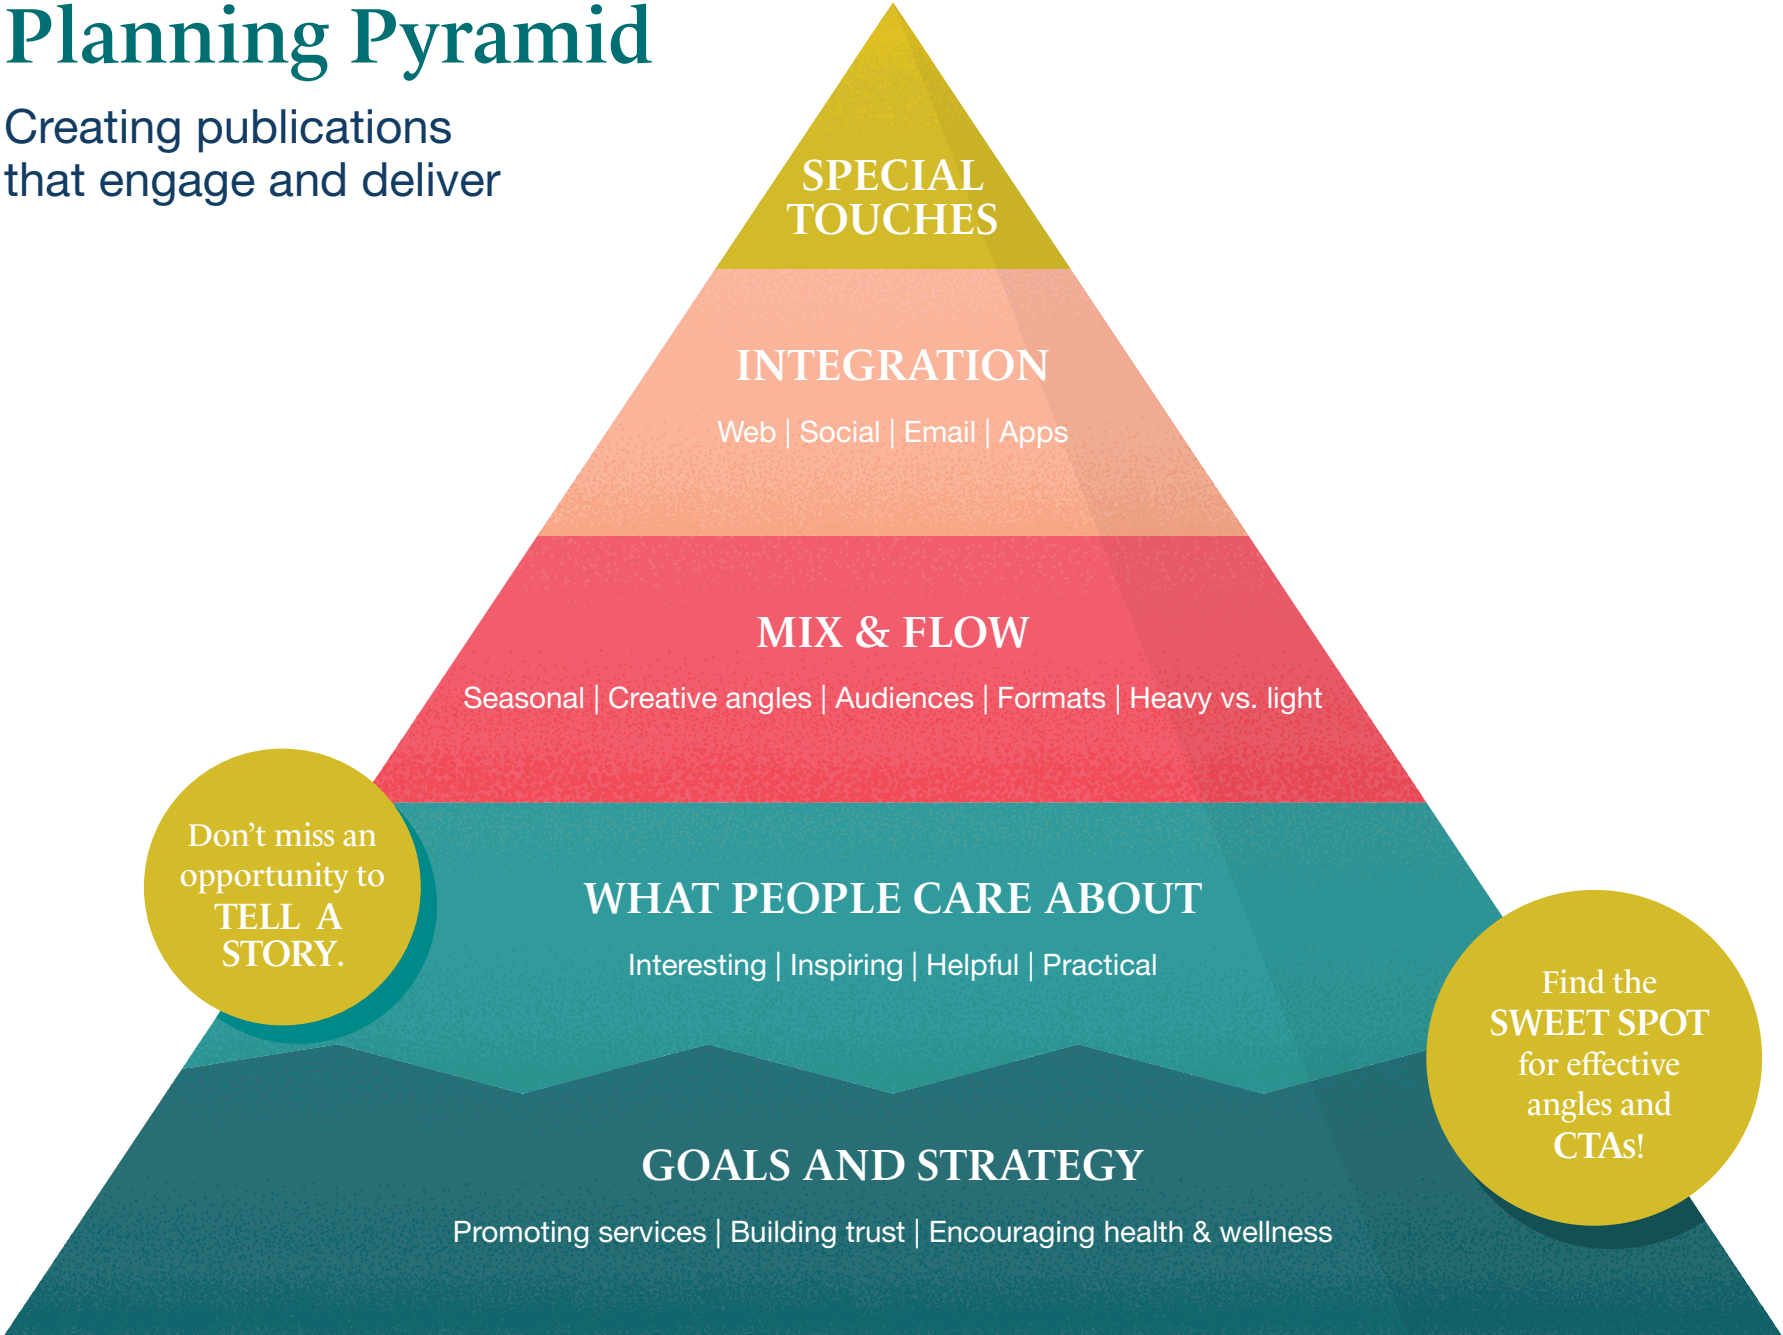 Planning Pyramid
Creating publications
that engage and deliver
SPECIAL
TOUCHES
INTEGRATION
Web | Social | Email | Apps
MIX & FLOW
Seasonal | Creative angles | Audiences | Formats | Heavy vs. light
Don’t miss an
opportunity to
TELL A
STORY.
WHAT PEOPLE CARE ABOUT
Interesting | Inspiring | Helpful | Practical
Find the
SWEET SPOT
for effective
angles and
CTAs!
GOALS AND STRATEGY
Promoting services | Building trust | Encouraging health & wellness